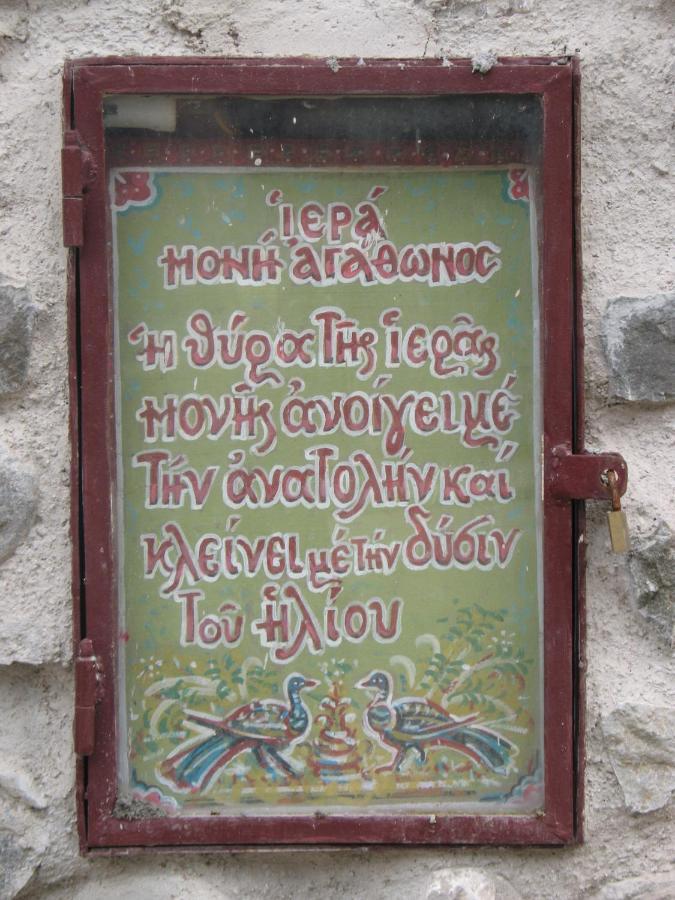 ἱερά
μονή ἀγάθωνος
ἡ θύρα τῆς ἱερᾶς
μονῆς ἀνοίγει μέ
τήν ἀνατολήν καί
κλείνει μέ τήν δύσιν
τοῦ ἡλίου